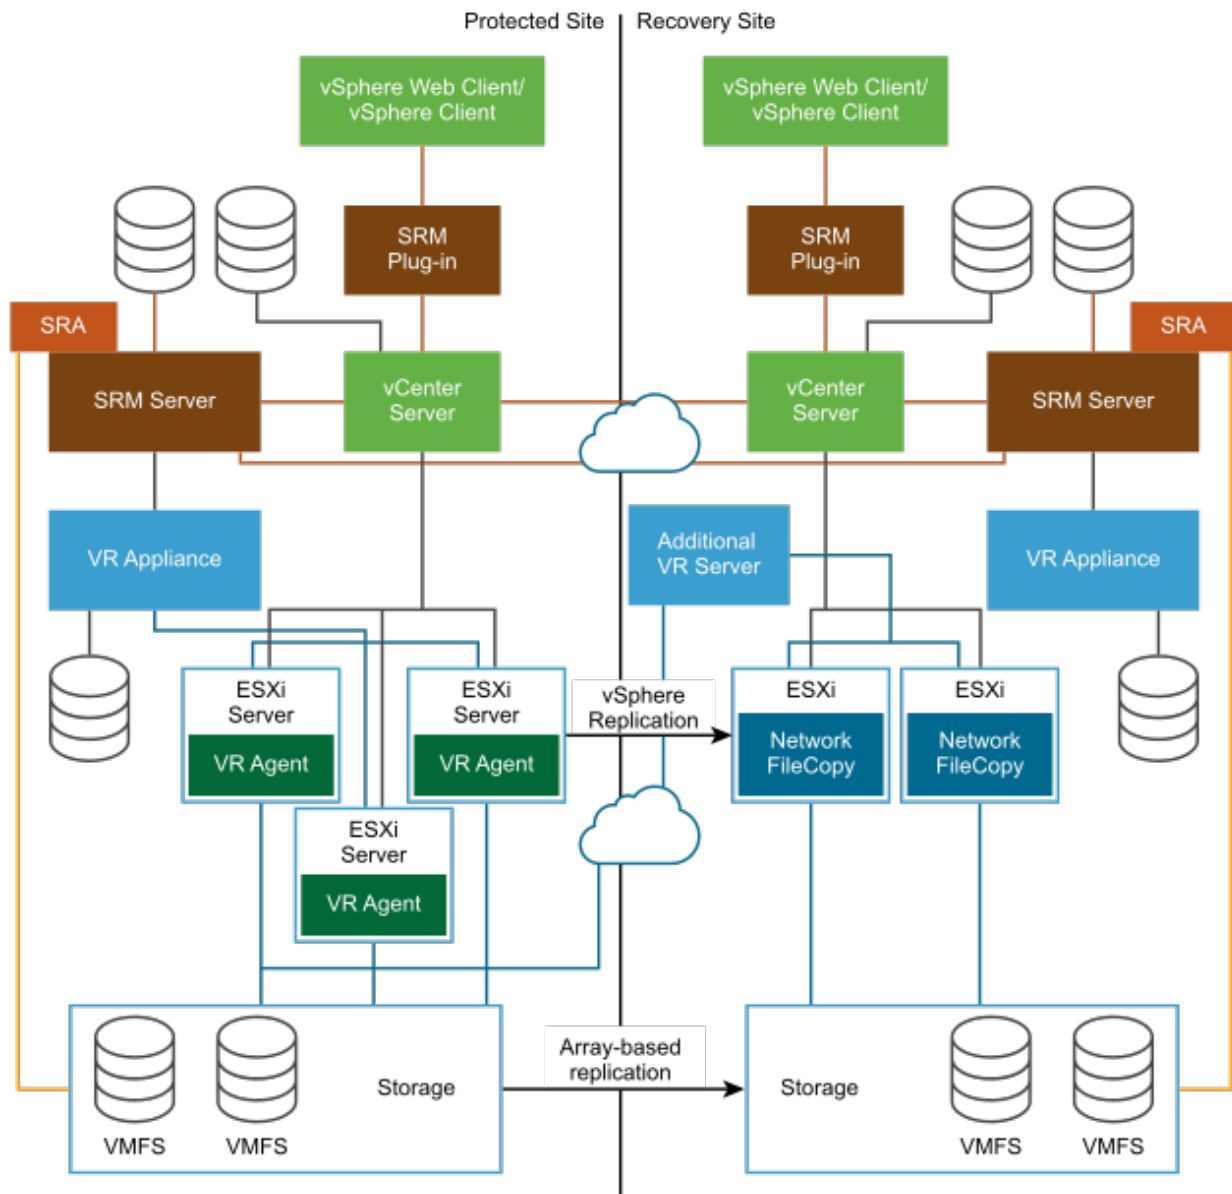 Protected Site
Recovery Site
vSphere Web Client/
vSphere Client
vSphere Web Client/
vSphere Client
SRM
Plug-in
SRM
Plug-in
SRA
SRA
SRM Server
vCenter
Server
vCenter
Server
SRM Server
VR Appliance
Additional
VR Server
VR Appliance
ESXi
Server
VR Agent
ESXi
Server
VR Agent
vSphere
Replication
ESXi
Network
FileCopy
ESXi
Network
FileCopy
ESXi
Server
VR Agent
Array-based
replication
Storage
Storage
VMFS
VMFS
VMFS
VMFS